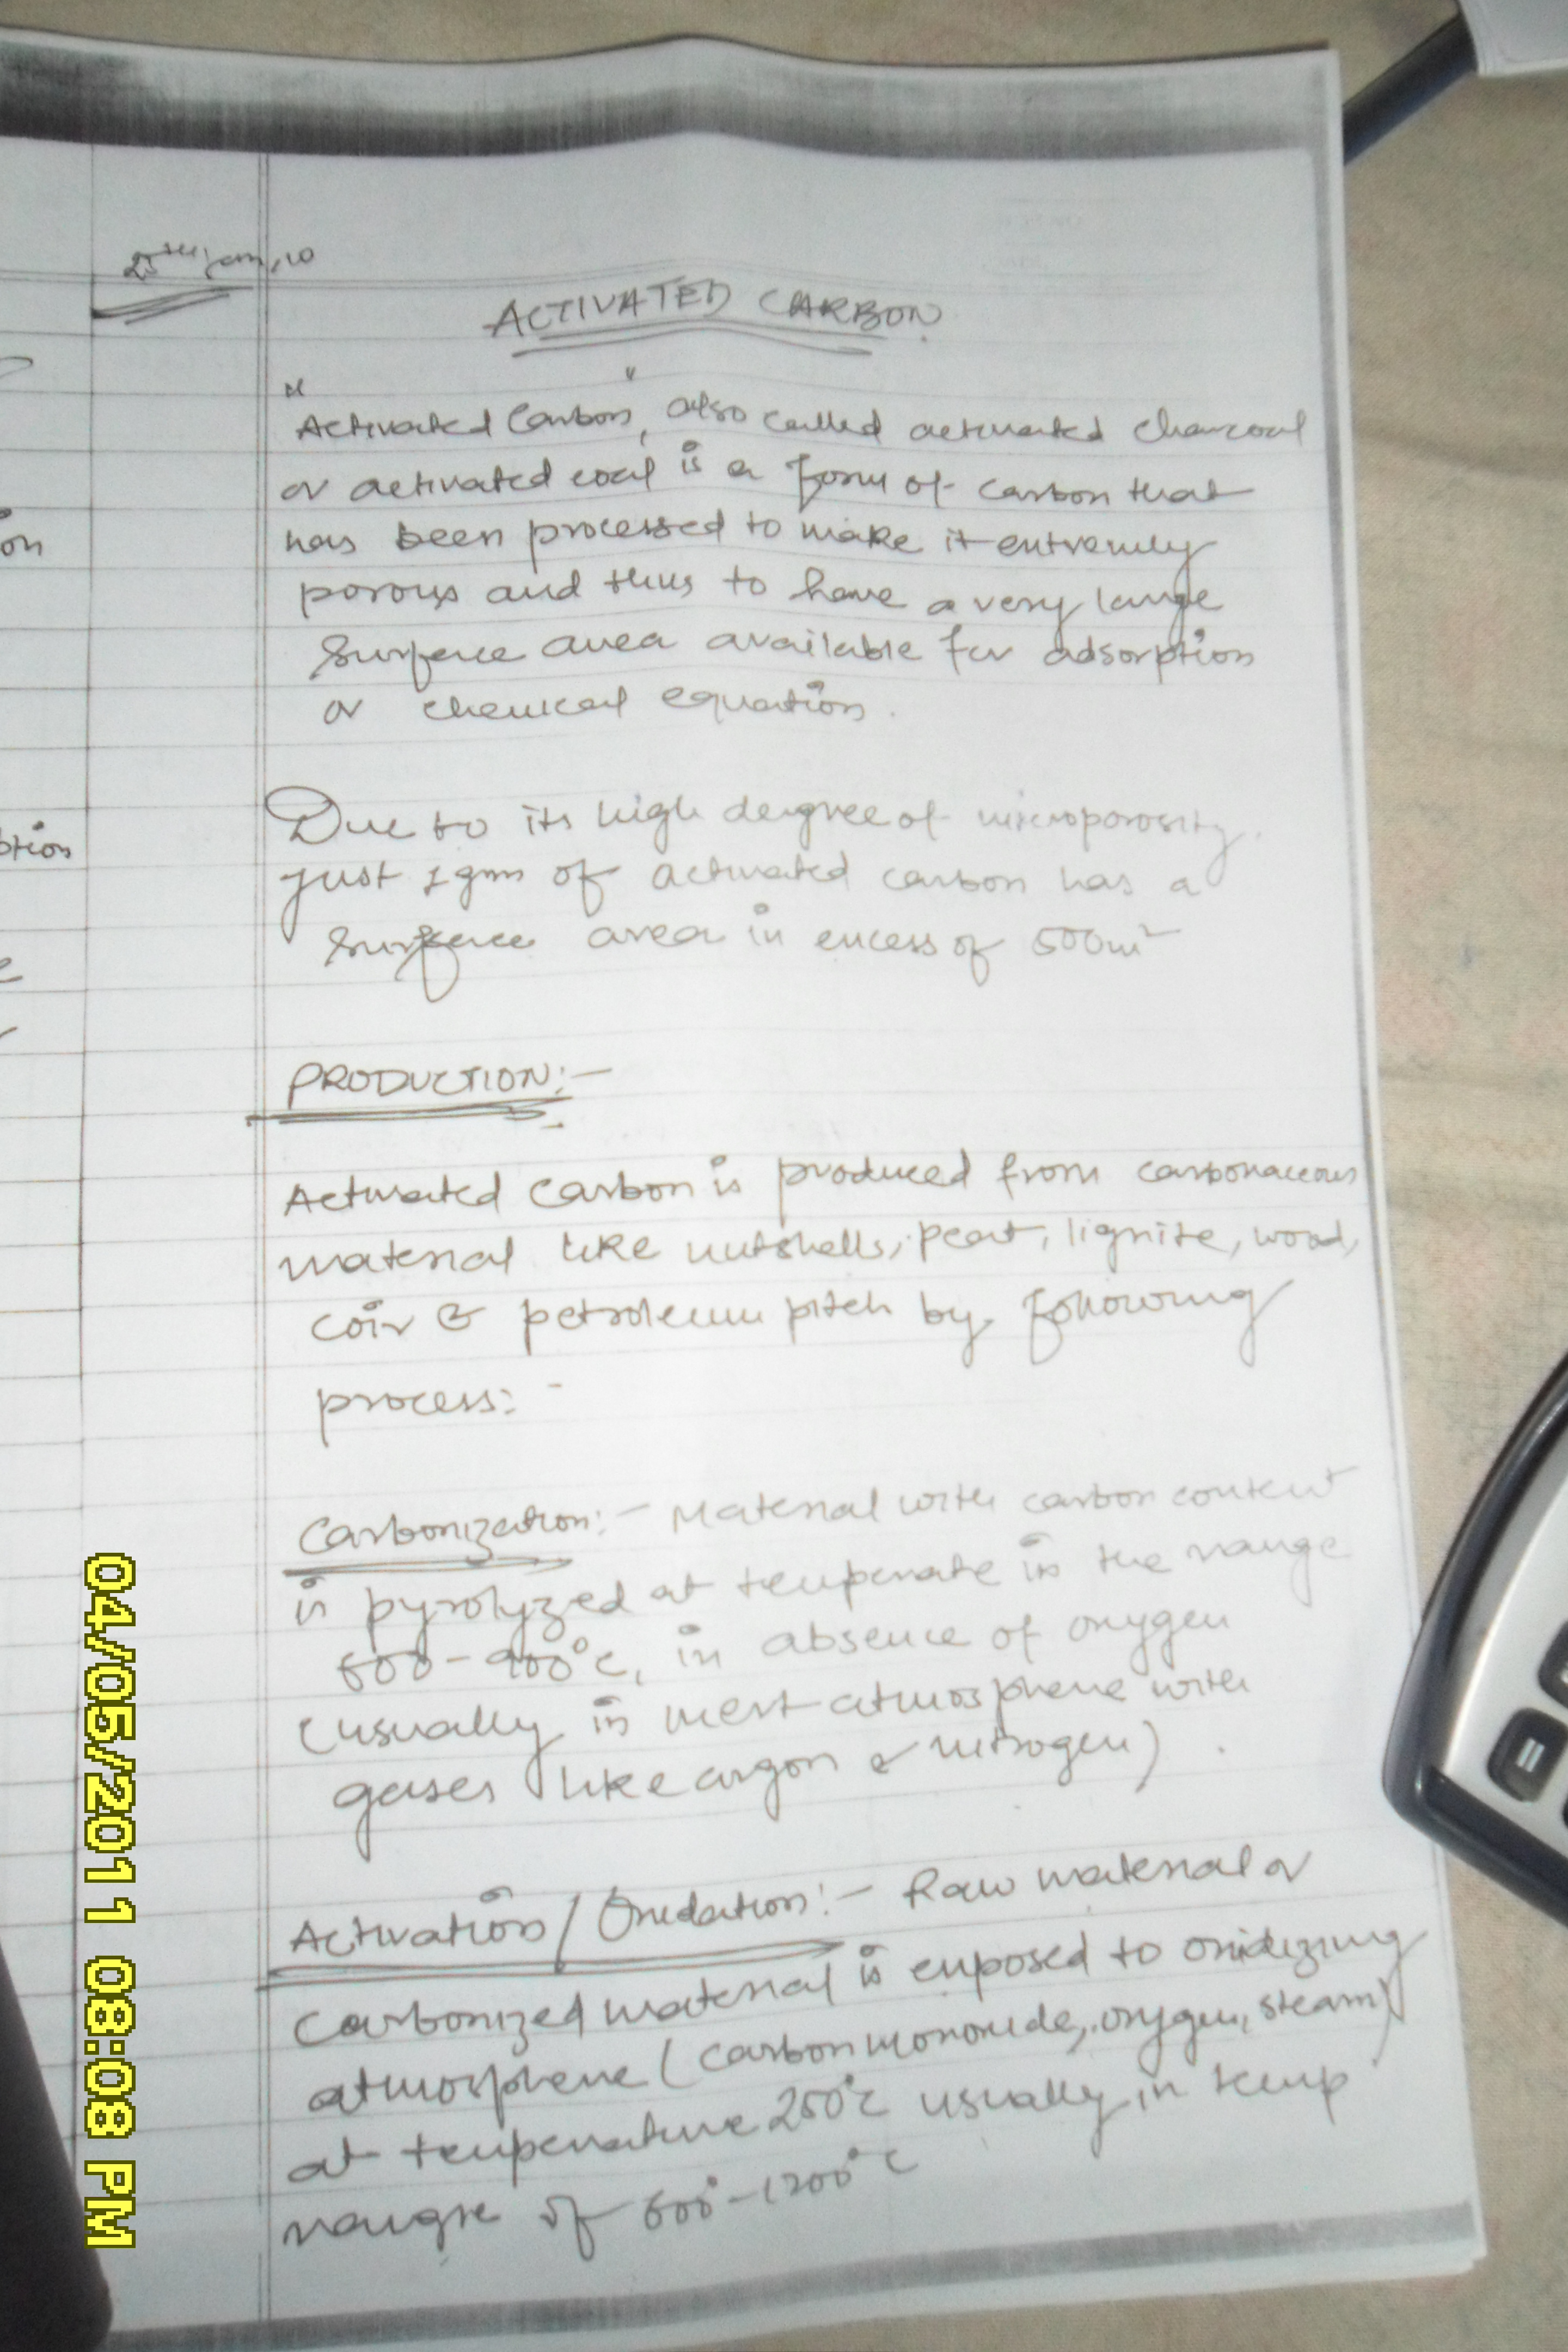 25th Jan, 10
ACTIVATED CARBON
"Activated Carbon", also called activated charcoal
or activated coal is a form of carbon that
has been processed to make it extremely
porous and thus to have a very large
surface area available for adsorption
or chemical equation.
Due to its high degree of microporosity.
just 1 gm of activated carbon has a
surface area in excess of 500m²
PRODUCTION:-
Activated Carbon is produced from carbonaceous
material like nutshells, peat, lignite, wood,
coir & petroleum pitch by following
process:-
Carbonization:- Material with carbon content
is pyrolyzed at temperate in the range
600-900°C, in absence of oxygen
(usually in inert atmosphere with
gases like argon or nitrogen).
Activation/Oxidation:- Raw material or
Carbonized material is exposed to oxidizing
atmosphere (carbon monoxide, oxygen, steam)
at temperature 250°C usually in temp
range of 600°-1200°C
on
ption
=
04/05/2011 08:08 PM